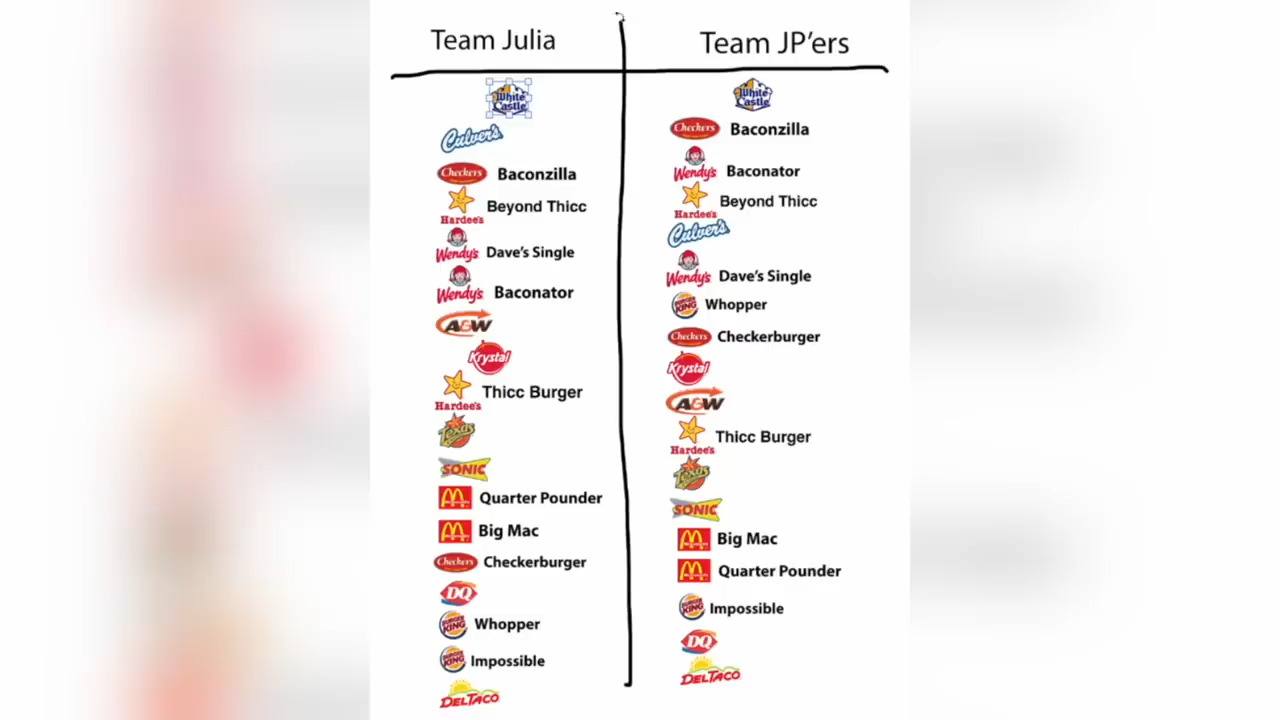 Team Julia
White Castle
Culver's
Checkers Baconzilla
Hardee's Beyond Thicc
Wendy's Dave's Single
Wendy's Baconator
A&W
Krystal
Hardee's Thicc Burger
Texas
SONIC
Quarter Pounder
Big Mac
Checkers Checkerburger
DQ
BURGER KING Whopper
BURGER KING Impossible
DEL TACO
Team JP'ers
White Castle
Checkers Baconzilla
Wendy's Baconator
Hardee's Beyond Thicc
Culver's
Wendy's Dave's Single
BURGER KING Whopper
Checkers Checkerburger
Krystal
A&W
Hardee's Thicc Burger
Texas
SONIC
Big Mac
Quarter Pounder
BURGER KING Impossible
DQ
DEL TACO